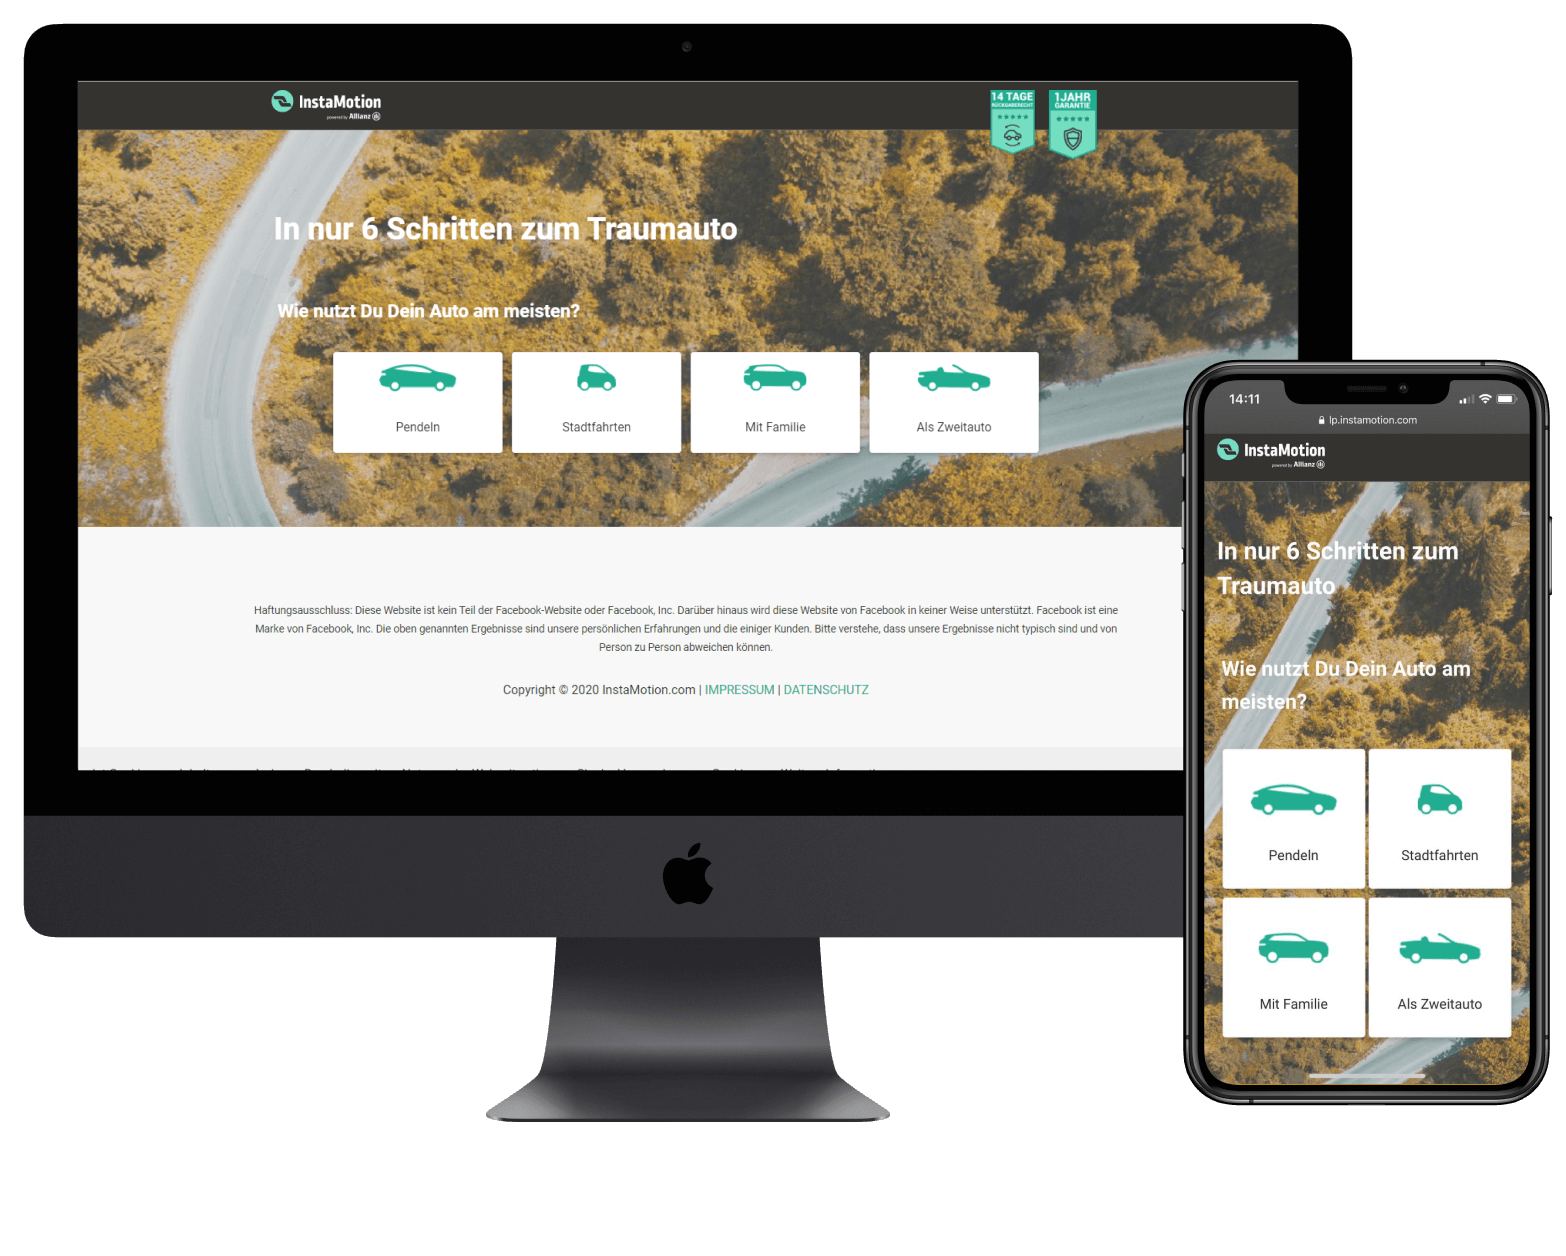 InstaMotion
powered by Allianz
14 TAGE
RÜCKGABERECHT
1 JAHR
GARANTIE
In nur 6 Schritten zum Traumauto
Wie nutzt Du Dein Auto am meisten?
Pendeln
Stadtfahrten
Mit Familie
Als Zweitauto
Haftungsausschluss: Diese Website ist kein Teil der Facebook-Website oder Facebook, Inc. Darüber hinaus wird diese Website von Facebook in keiner Weise unterstützt. Facebook ist eine
Marke von Facebook, Inc. Die oben genannten Ergebnisse sind unsere persönlichen Erfahrungen und die einiger Kunden. Bitte verstehe, dass unsere Ergebnisse nicht typisch sind und von
Person zu Person abweichen können.
Copyright © 2020 InstaMotion.com | IMPRESSUM | DATENSCHUTZ
14:11
lp.instamotion.com
InstaMotion
powered by Allianz
In nur 6 Schritten zum
Traumauto
Wie nutzt Du Dein Auto am
meisten?
Pendeln
Stadtfahrten
Mit Familie
Als Zweitauto